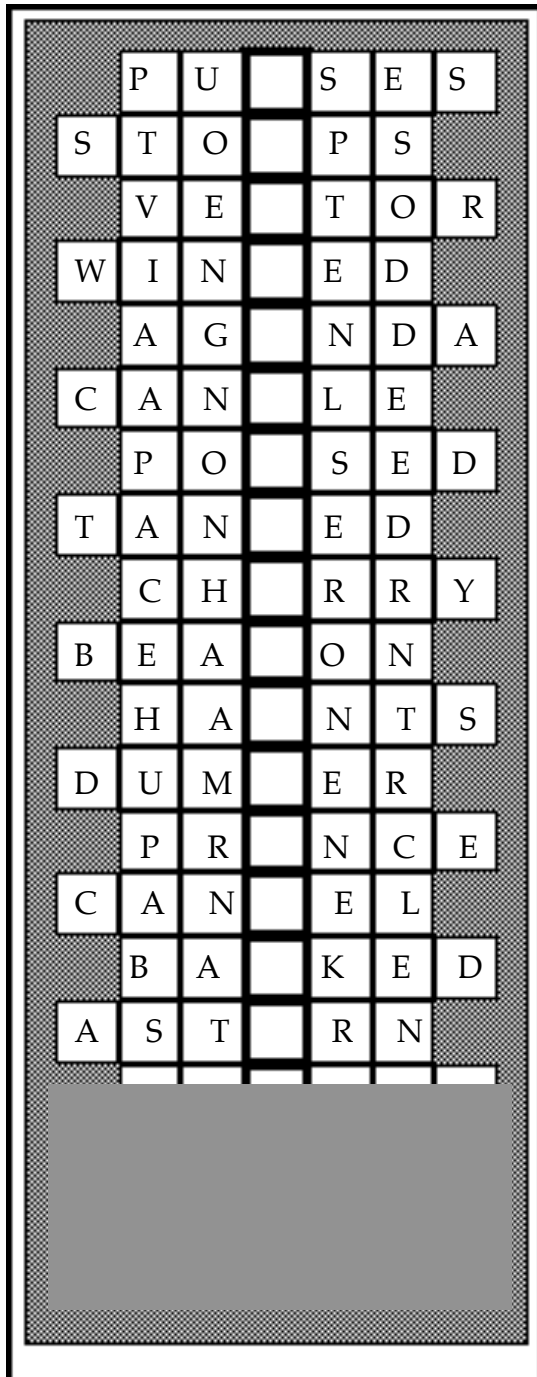 P U S E S
S T O P S
V E T O R
W I N E D
A G N D A
C A N L E
P O S E D
T A N E D
C H R R Y
B E A O N
H A N T S
D U M E R
P R N C E
C A N E L
B A K E D
A S T R N